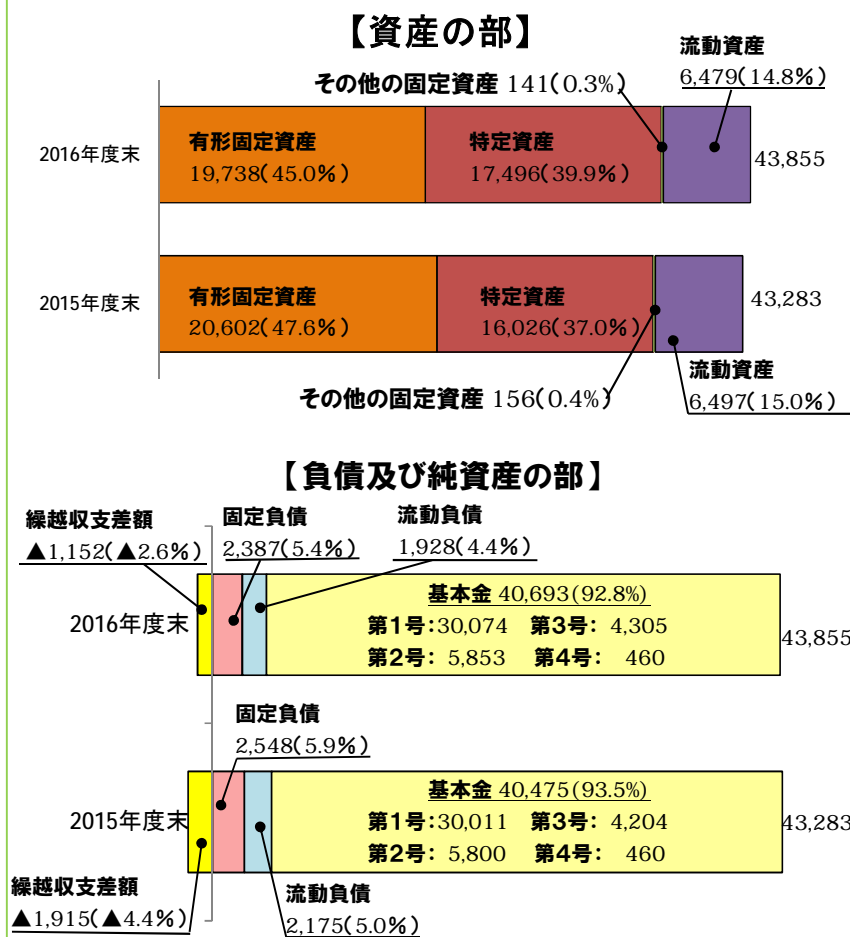 【資産の部】
流動資産
6,479(14.8%)
その他の固定資産 141(0.3%)
2016年度末
有形固定資産
19,738(45.0%)
特定資産
17,496(39.9%)
43,855
2015年度末
有形固定資産
20,602(47.6%)
特定資産
16,026(37.0%)
43,283
流動資産
6,497(15.0%)
その他の固定資産 156(0.4%)
【負債及び純資産の部】
繰越収支差額
▲1,152(▲2.6%)
固定負債
2,387(5.4%)
流動負債
1,928(4.4%)
2016年度末
基本金 40,693(92.8%)
第1号:30,074 第3号: 4,305
第2号: 5,853 第4号: 460
43,855
固定負債
2,548(5.9%)
2015年度末
基本金 40,475(93.5%)
第1号:30,011 第3号: 4,204
第2号: 5,800 第4号: 460
43,283
繰越収支差額
▲1,915(▲4.4%)
流動負債
2,175(5.0%)